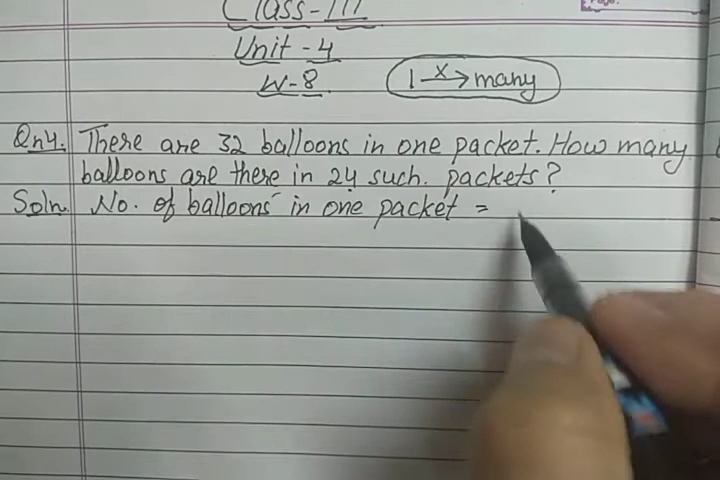 Class-III
Unit-4
W-8
1 x→ many
Qn4. There are 32 balloons in one packet. How many
balloons are there in 24 such. packets?
Soln. No. of balloons in one packet =